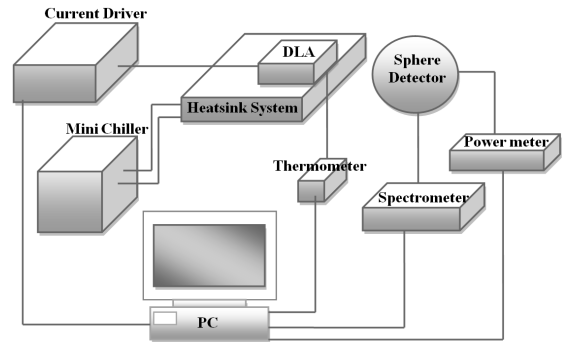 Current Driver
DLA
Sphere
Detector
Heatsink System
Mini Chiller
Thermometer
Power meter
Spectrometer
PC